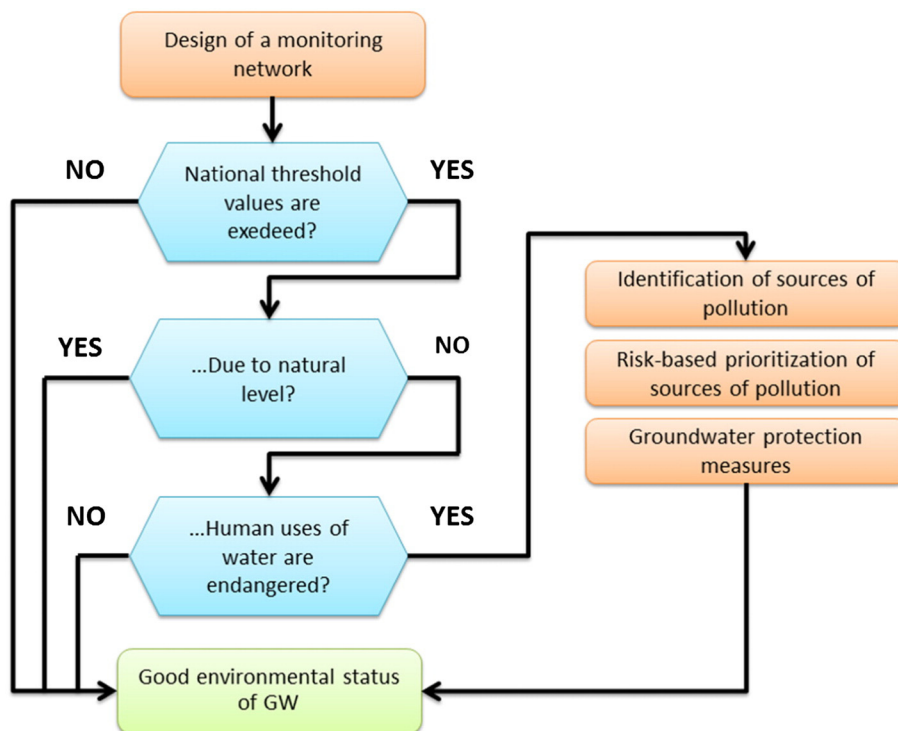 Design of a monitoring
network
NO
YES
National threshold
values are
exedeed?
YES
NO
...Due to natural
level?
NO
YES
...Human uses of
water are
endangered?
Identification of sources of
pollution
Risk-based prioritization of
sources of pollution
Groundwater protection
measures
Good environmental status
of GW